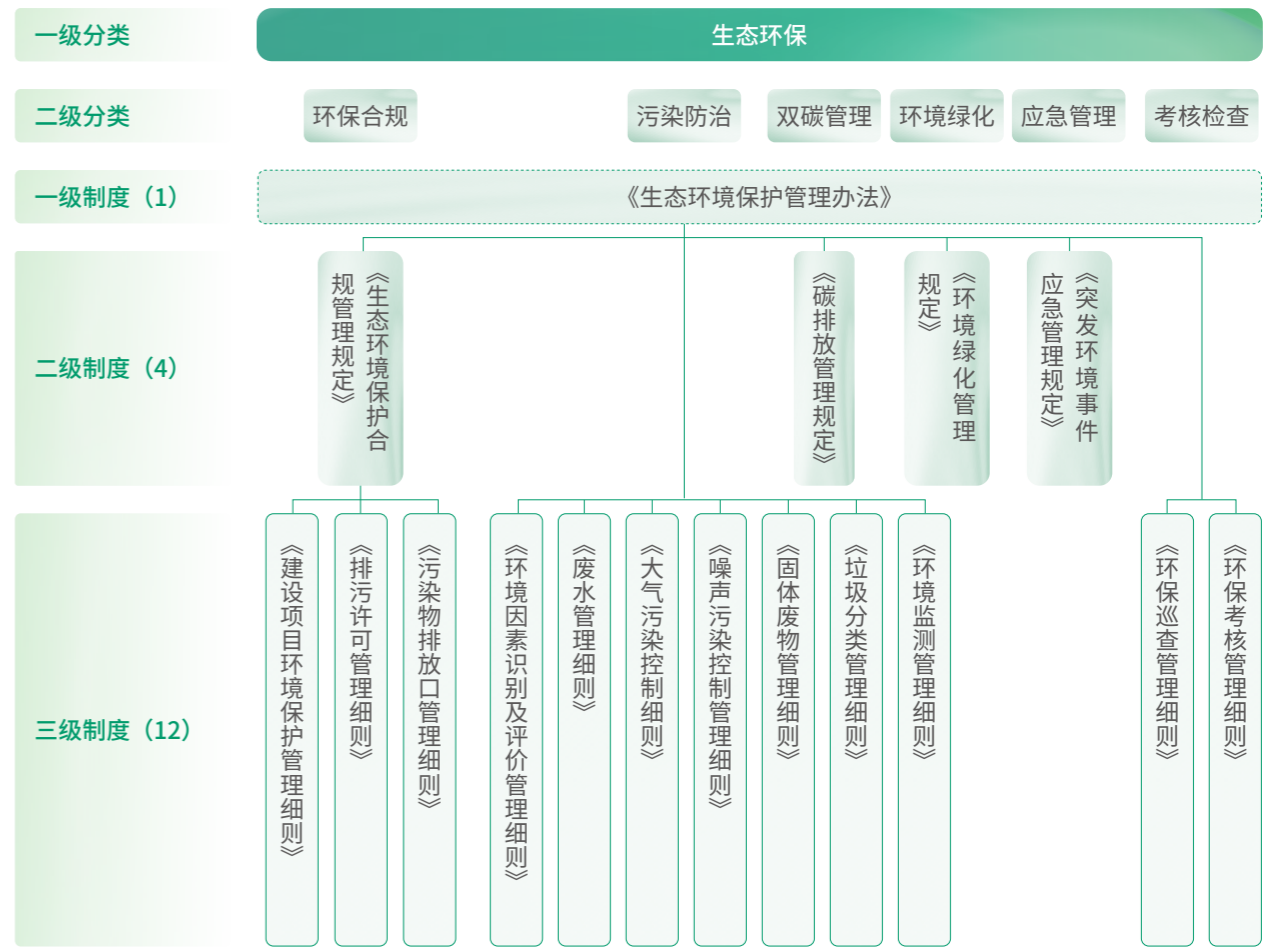 一级分类
生态环保
二级分类
环保合规
污染防治
双碳管理
环境绿化
应急管理
考核检查
一级制度（1）
《生态环境保护管理办法》
二级制度（4）
《生态环境保护合
规管理规定》
《碳排放管理规定》
《环境绿化管理
规定》
《突发环境事件
应急管理规定》
三级制度（12）
《建设项目环境保护管理细则》
《排污许可管理细则》
《污染物排放口管理细则》
《环境因素识别及评价管理细则》
《废水管理细则》
《大气污染控制细则》
《噪声污染控制管理细则》
《固体废物管理细则》
《垃圾分类管理细则》
《环境监测管理细则》
《环保巡查管理细则》
《环保考核管理细则》